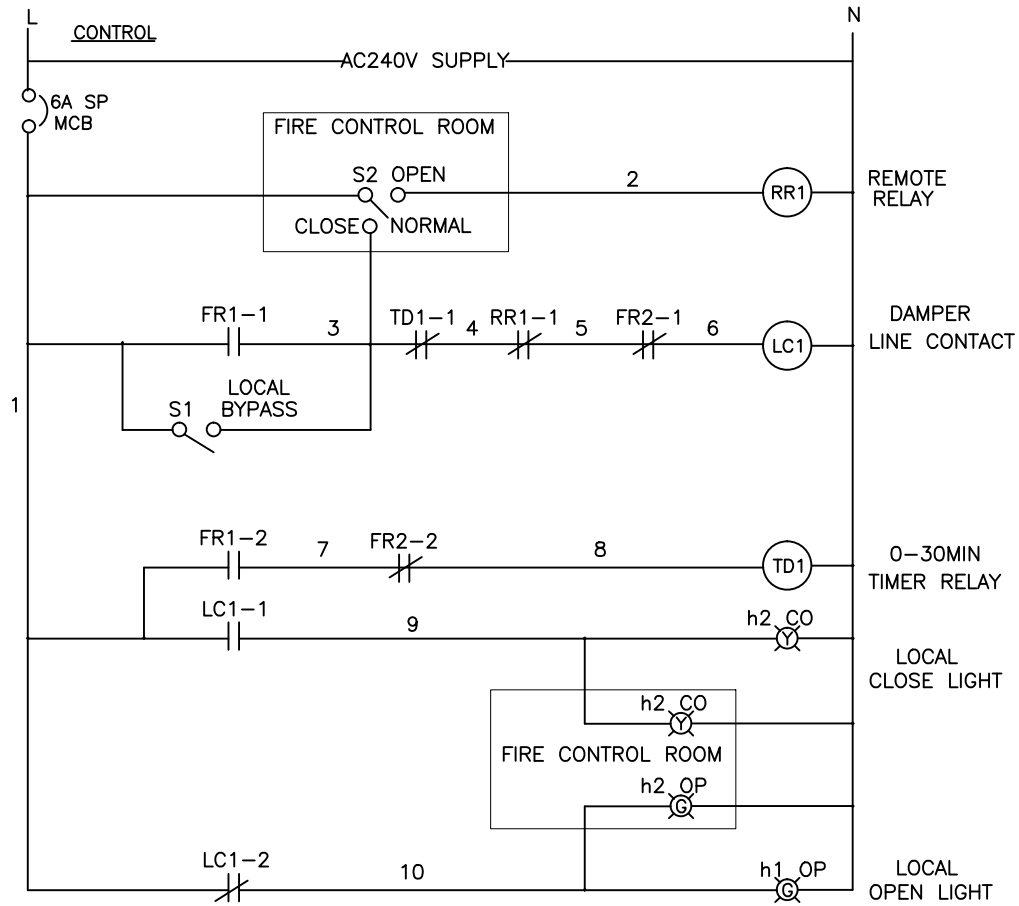 L
N
CONTROL
AC240V SUPPLY
6A SP
MCB
FIRE CONTROL ROOM
S2 OPEN
2
RR1
REMOTE
RELAY
CLOSE NORMAL
FR1-1
3
TD1-1
4
RR1-1
5
FR2-1
6
LC1
DAMPER
LINE CONTACT
1
S1
LOCAL
BYPASS
FR1-2
7
FR2-2
8
TD1
0-30MIN
TIMER RELAY
LC1-1
9
h2 CO
Y
LOCAL
CLOSE LIGHT
h2 CO
Y
FIRE CONTROL ROOM
h2 OP
G
LC1-2
10
h1 OP
G
LOCAL
OPEN LIGHT